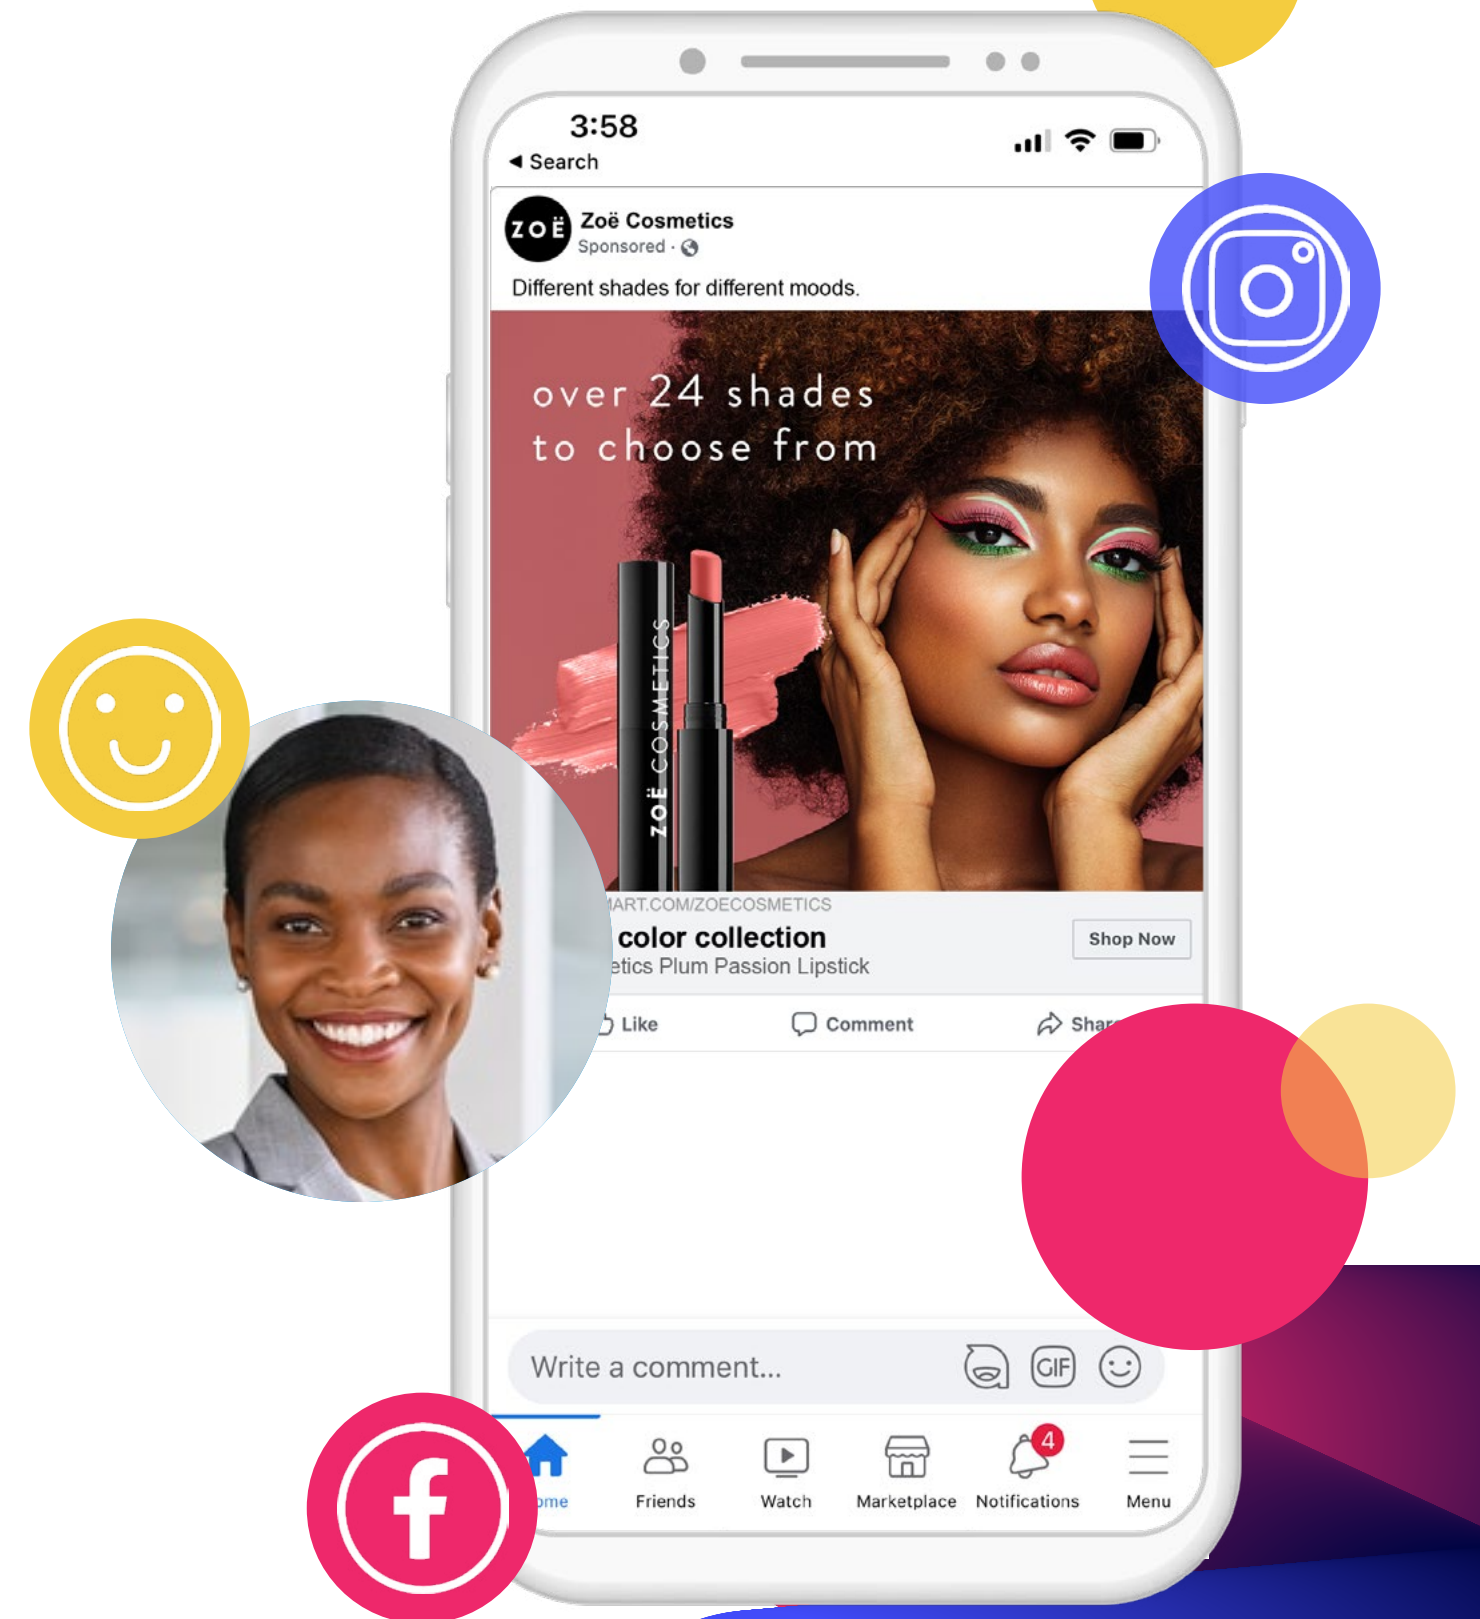 3:58
◀ Search
ZOË
Zoë Cosmetics
Sponsored ·
Different shades for different moods.
over 24 shades
to choose from
ZOË COSMETICS
ART.COM/ZOECOSMETICS
color collection
Shop Now
etics Plum Passion Lipstick
Like
Comment
Shar
Write a comment...
GIF
4
ome
Friends
Watch
Marketplace
Notifications
Menu